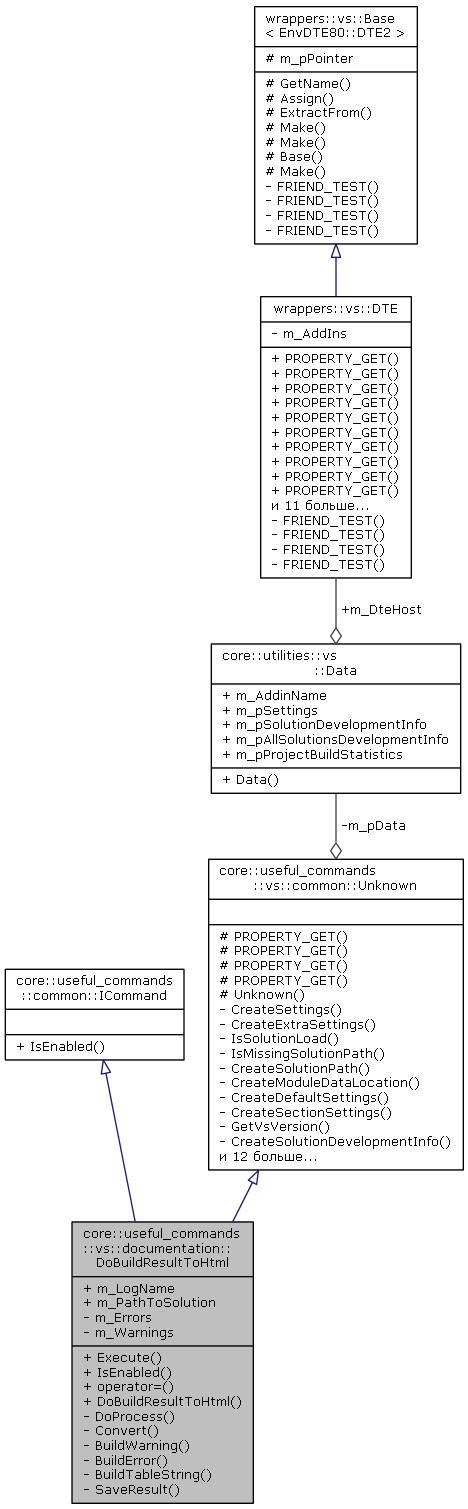 wrappers::vs::Base
< EnvDTE80::DTE2 >
# m_pPointer
# GetName()
# Assign()
# ExtractFrom()
# Make()
# Make()
# Base()
# Make()
- FRIEND_TEST()
- FRIEND_TEST()
- FRIEND_TEST()
- FRIEND_TEST()
wrappers::vs::DTE
- m_AddIns
+ PROPERTY_GET()
+ PROPERTY_GET()
+ PROPERTY_GET()
+ PROPERTY_GET()
+ PROPERTY_GET()
+ PROPERTY_GET()
+ PROPERTY_GET()
+ PROPERTY_GET()
+ PROPERTY_GET()
+ PROPERTY_GET()
и 11 больше...
- FRIEND_TEST()
- FRIEND_TEST()
- FRIEND_TEST()
- FRIEND_TEST()
+m_DteHost
core::utilities::vs
::Data
+ m_AddinName
+ m_pSettings
+ m_pSolutionDevelopmentInfo
+ m_pAllSolutionsDevelopmentInfo
+ m_pProjectBuildStatistics
+ Data()
-m_pData
core::useful_commands
::vs::common::Unknown
# PROPERTY_GET()
# PROPERTY_GET()
# PROPERTY_GET()
# PROPERTY_GET()
# Unknown()
- CreateSettings()
- CreateExtraSettings()
- IsSolutionLoad()
- IsMissingSolutionPath()
- CreateSolutionPath()
- CreateModuleDataLocation()
- CreateDefaultSettings()
- CreateSectionSettings()
- GetVsVersion()
- CreateSolutionDevelopmentInfo()
и 12 больше...
core::useful_commands
::common::ICommand
+ IsEnabled()
core::useful_commands
::vs::documentation::
DoBuildResultToHtml
+ m_LogName
+ m_PathToSolution
- m_Errors
- m_Warnings
+ Execute()
+ IsEnabled()
+ operator=()
+ DoBuildResultToHtml()
- DoProcess()
- Convert()
- BuildWarning()
- BuildError()
- BuildTableString()
- SaveResult()